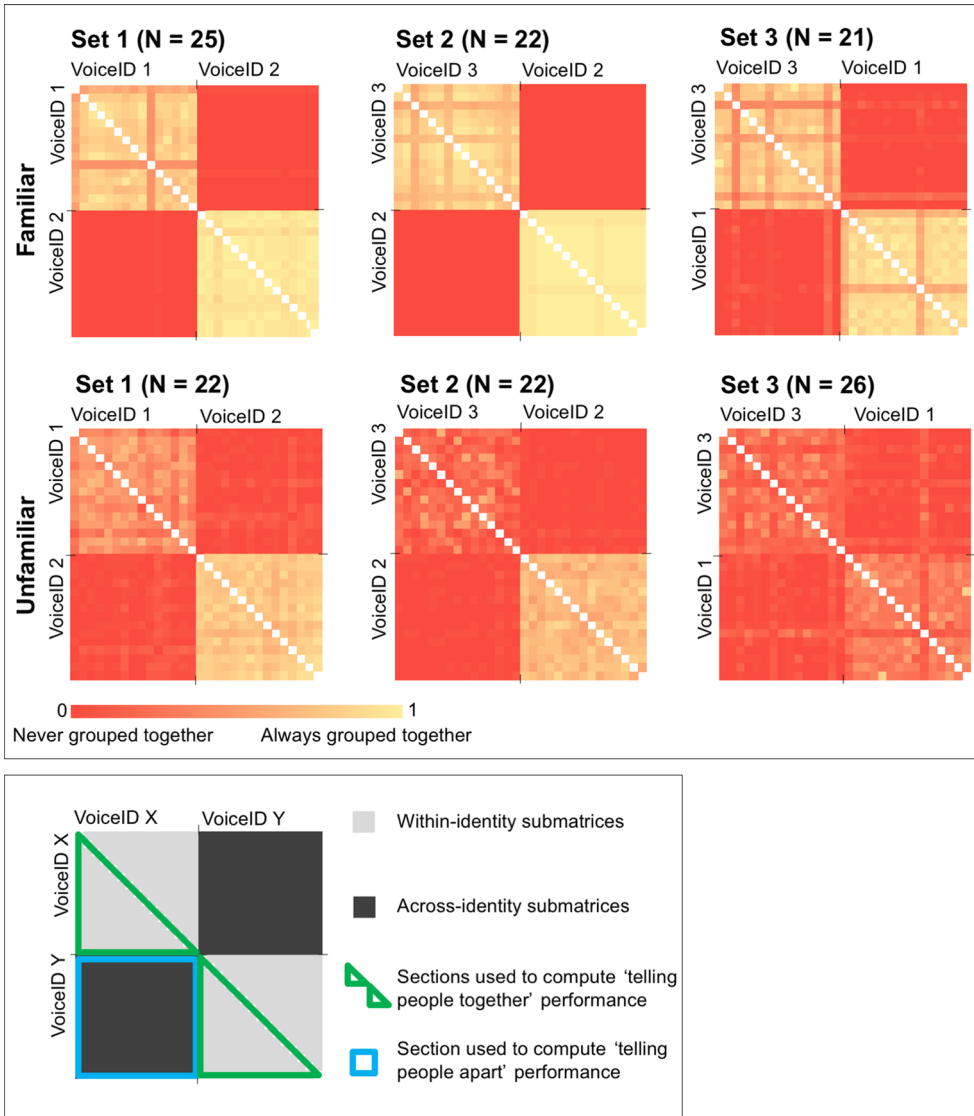 Set 1 (N = 25)
VoiceID 1 VoiceID 2
VoiceID 1
VoiceID 2
Set 2 (N = 22)
VoiceID 3 VoiceID 2
VoiceID 3
VoiceID 2
Set 3 (N = 21)
VoiceID 3 VoiceID 1
VoiceID 3
VoiceID 1
Familiar
Set 1 (N = 22)
VoiceID 1 VoiceID 2
VoiceID 1
VoiceID 2
Set 2 (N = 22)
VoiceID 3 VoiceID 2
VoiceID 3
VoiceID 2
Set 3 (N = 26)
VoiceID 3 VoiceID 1
VoiceID 3
VoiceID 1
Unfamiliar
0 1
Never grouped together Always grouped together
VoiceID X VoiceID Y
VoiceID X
VoiceID Y
Within-identity submatrices
Across-identity submatrices
Sections used to compute ‘telling
people together’ performance
Section used to compute ‘telling
people apart’ performance